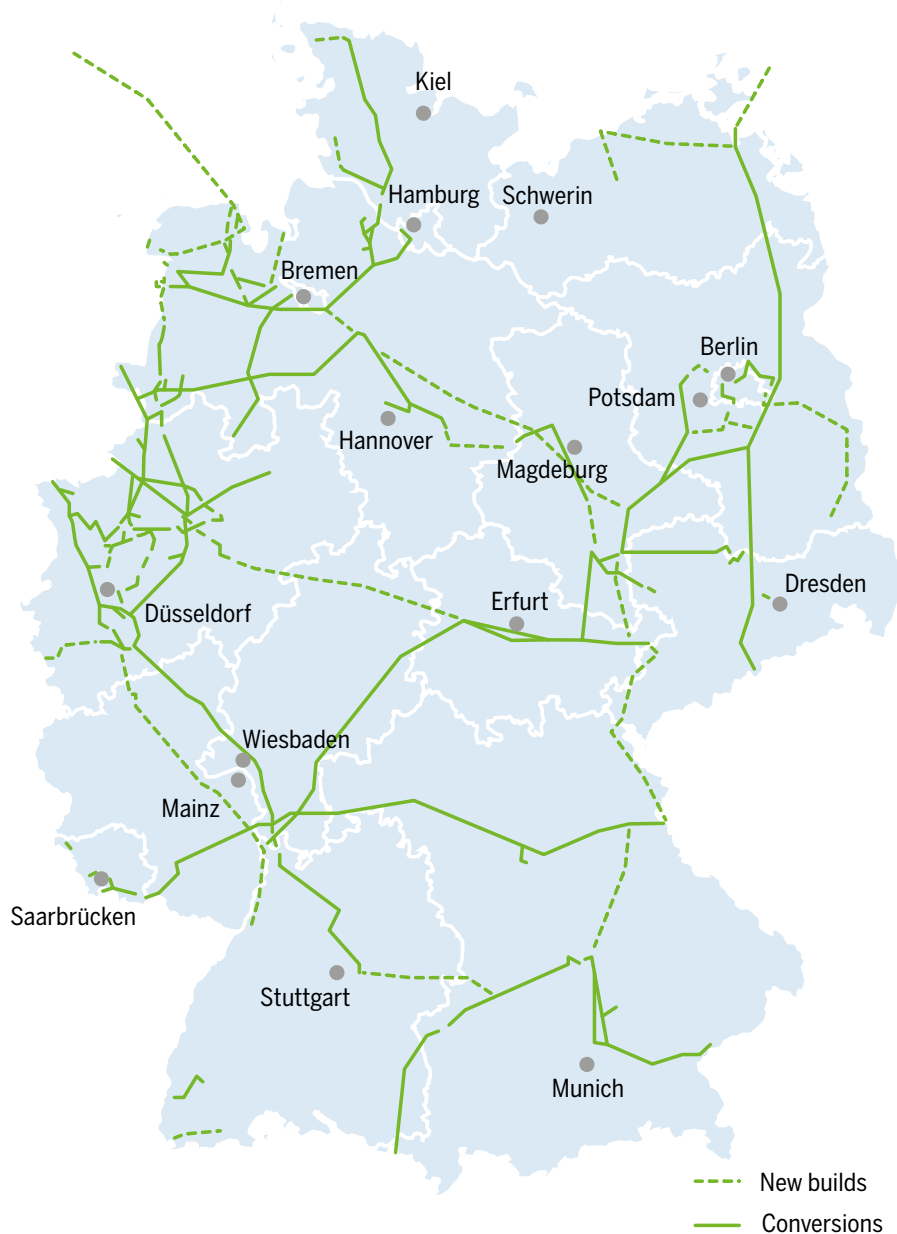 Kiel
Hamburg
Schwerin
Bremen
Berlin
Potsdam
Hannover
Magdeburg
Düsseldorf
Erfurt
Dresden
Wiesbaden
Mainz
Saarbrücken
Stuttgart
Munich
New builds
Conversions